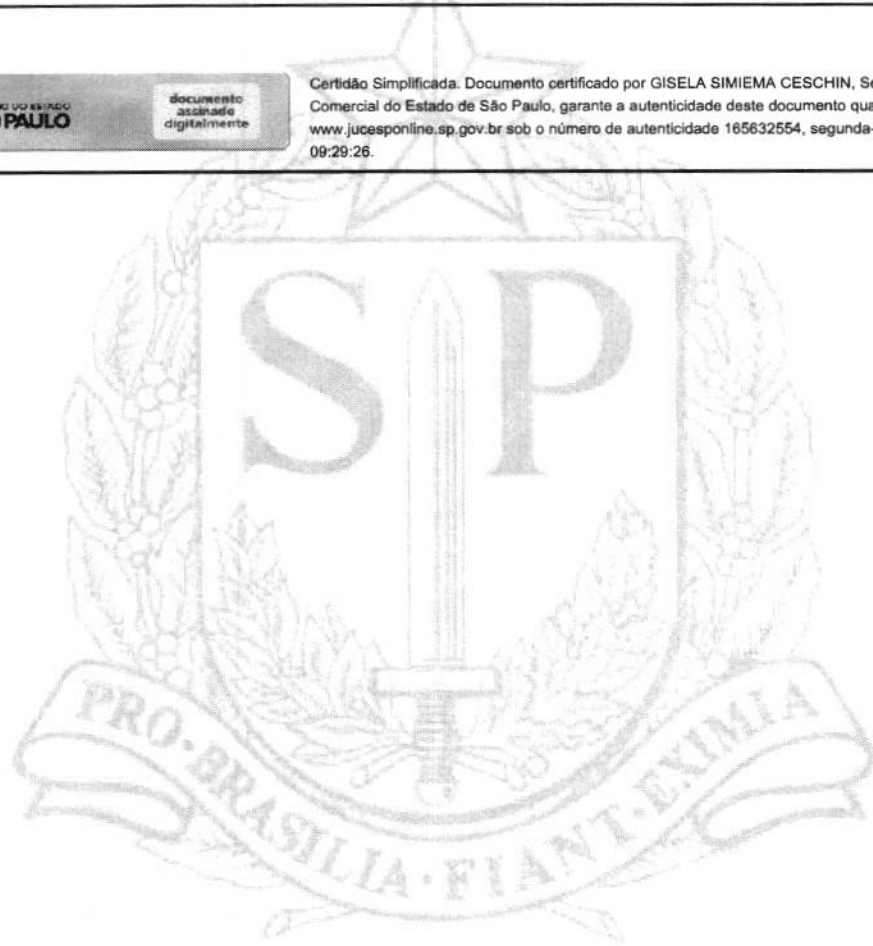 PAULO
documento
assinado
digitalmente
Certidão Simplificada. Documento certificado por GISELA SIMIEMA CESCHIN, Se
Comercial do Estado de São Paulo, garante a autenticidade deste documento qua
www.jucesponline.sp.gov.br sob o número de autenticidade 165632554, segunda-
09:29:26.
S P
PRO·BRASILIA·FIANT·EXIMIA